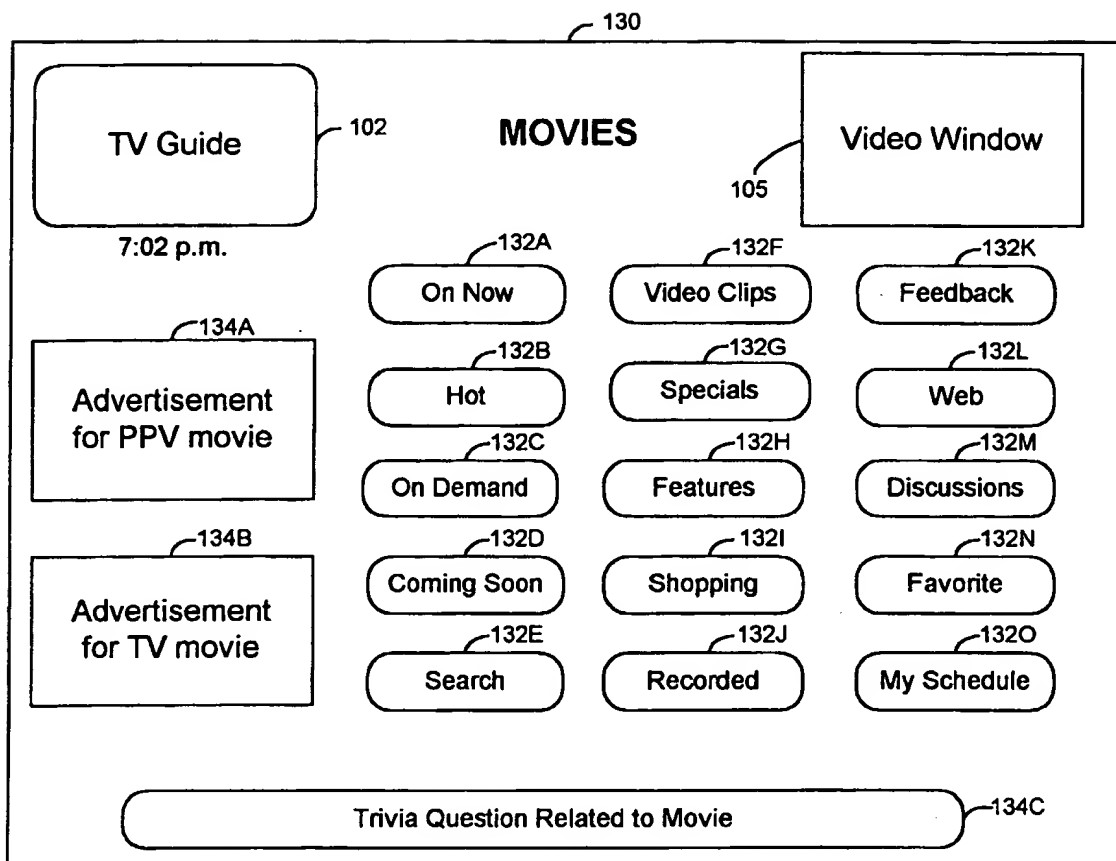 130
TV Guide
102
MOVIES
Video Window
105
7:02 p.m.
132A
132F
132K
On Now
Video Clips
Feedback
134A
132B
132G
132L
Advertisement
for PPV movie
Hot
Specials
Web
132C
132H
132M
On Demand
Features
Discussions
134B
132D
132I
132N
Advertisement
for TV movie
Coming Soon
Shopping
Favorite
132E
132J
132O
Search
Recorded
My Schedule
Trivia Question Related to Movie
134C